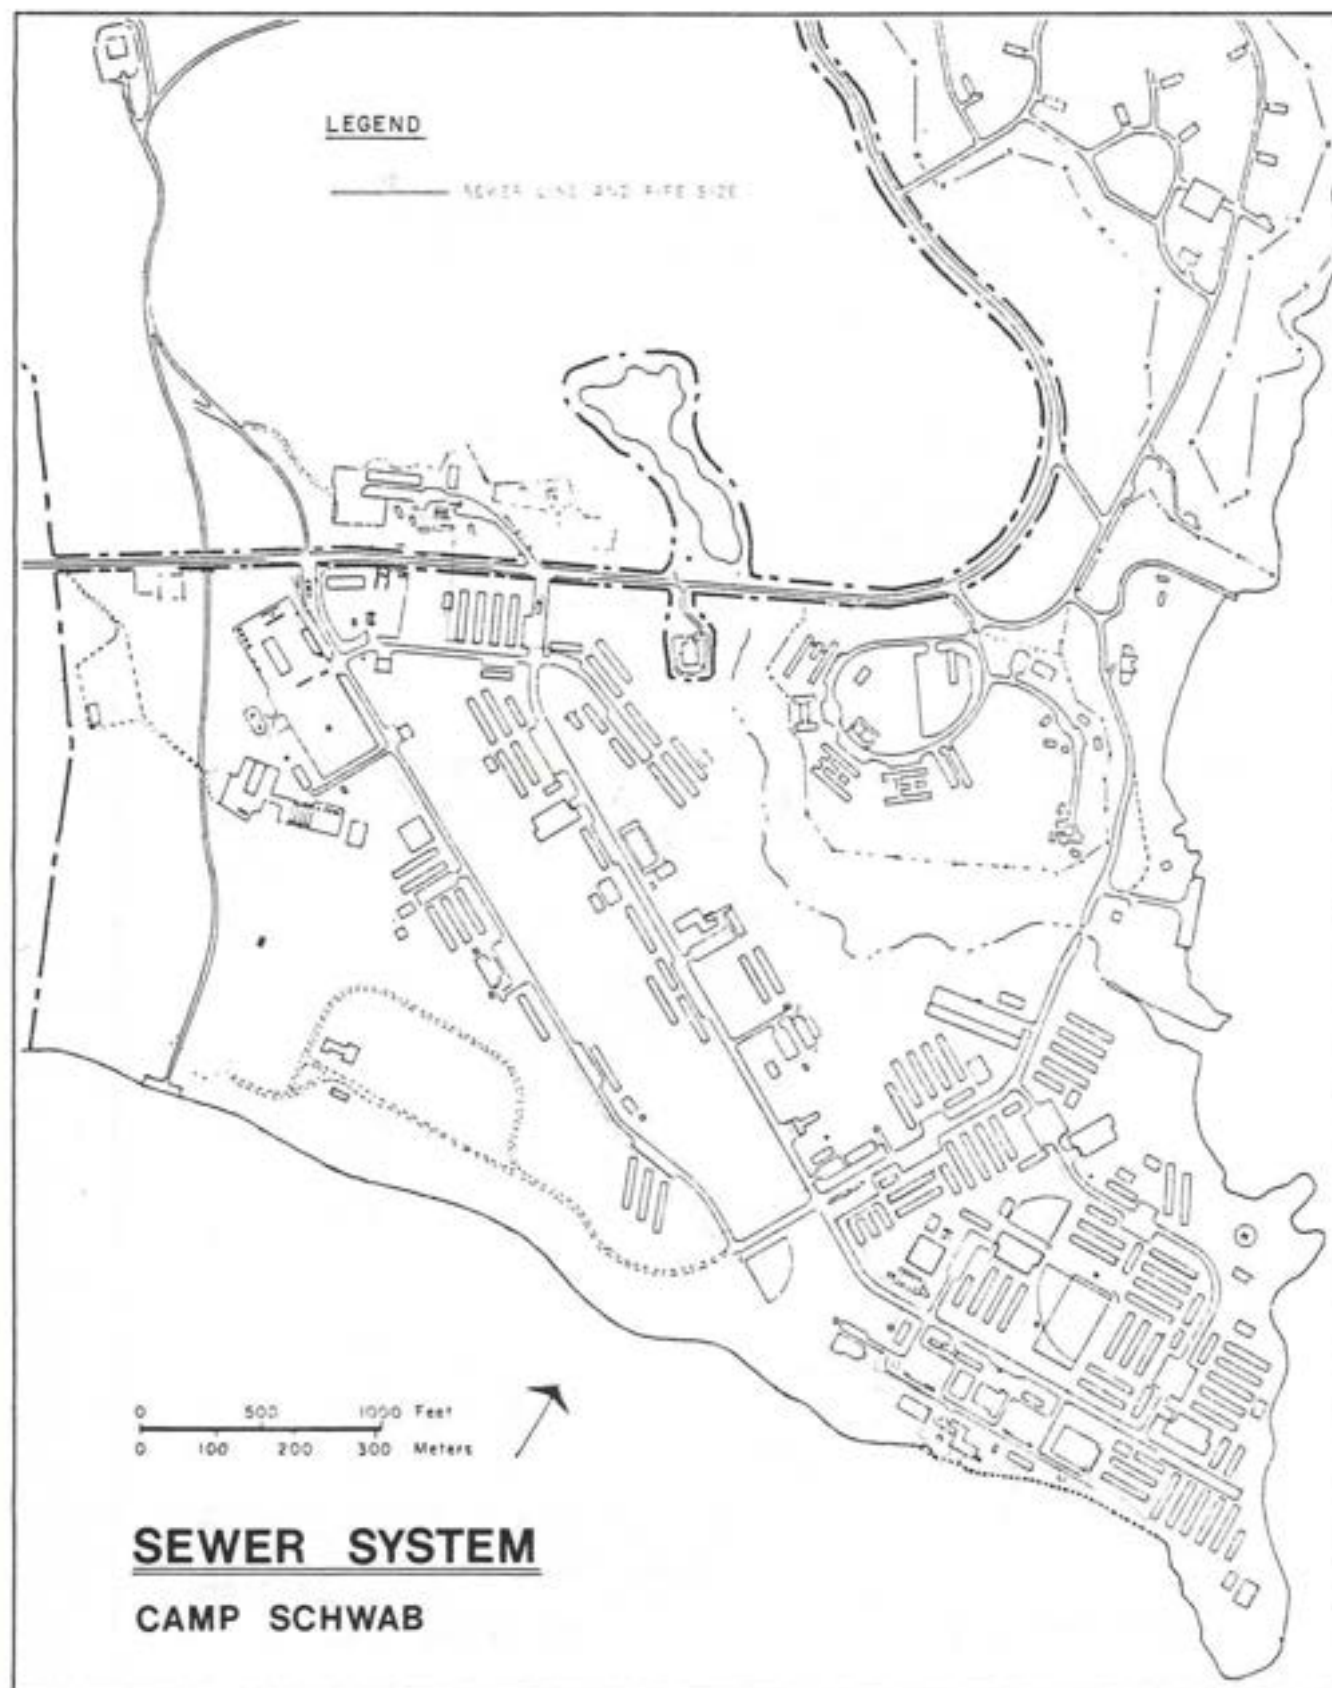 LEGEND
SEWER LINE AND PIPE SIZE
0 500 1000 Feet
0 100 200 300 Meters
SEWER SYSTEM
CAMP SCHWAB